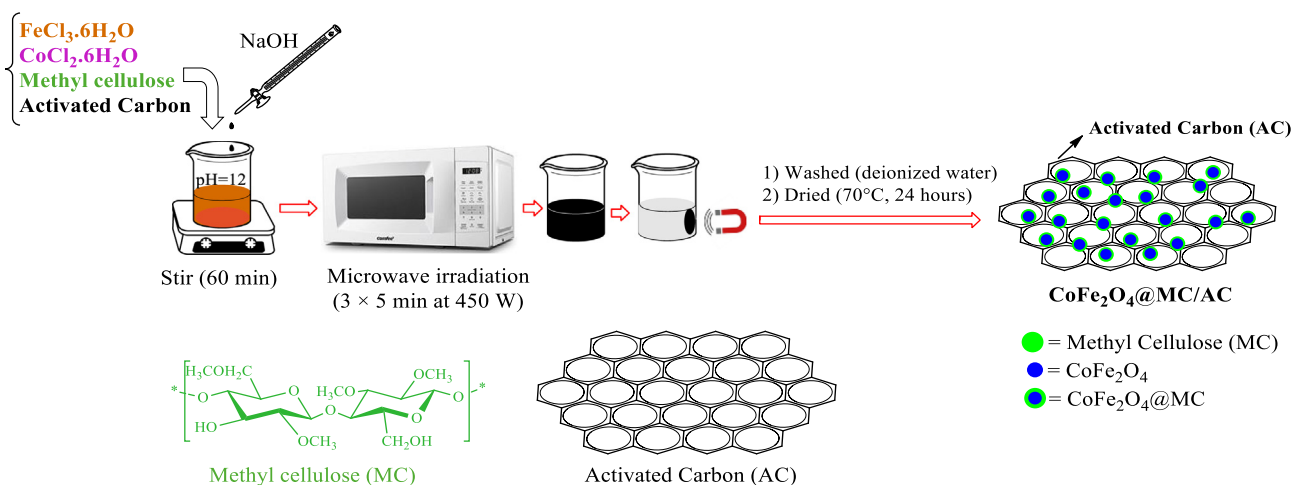 FeCl3.6H2O
CoCl2.6H2O
Methyl cellulose
Activated Carbon
NaOH
pH=12
Stir (60 min)
Microwave irradiation
(3 × 5 min at 450 W)
1) Washed (deionized water)
2) Dried (70°C, 24 hours)
Activated Carbon (AC)
CoFe2O4@MC/AC
= Methyl Cellulose (MC)
= CoFe2O4
= CoFe2O4@MC
H3COH2C
OCH3
H3CO
* O O O O O *
HO
OCH3
CH2OH
Methyl cellulose (MC)
Activated Carbon (AC)